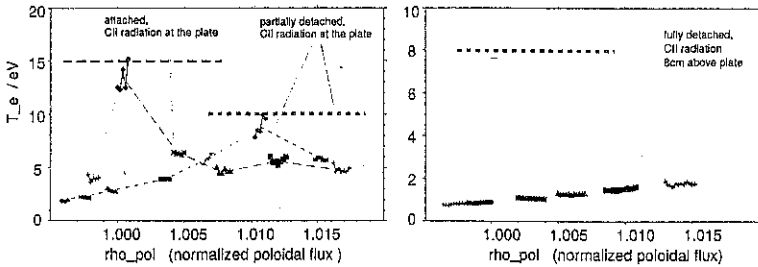 attached,
CII radiation at the plate
partially detached,
CII radiation at the plate
T_e / eV
20
15
10
5
0
1.000
1.005
1.010
1.015
rho_pol (normalized poloidal flux)
fully detached,
CII radiation
8cm above plate
10
8
6
4
2
0
1.000
1.005
1.010
1.015
rho_pol (normalized poloidal flux)